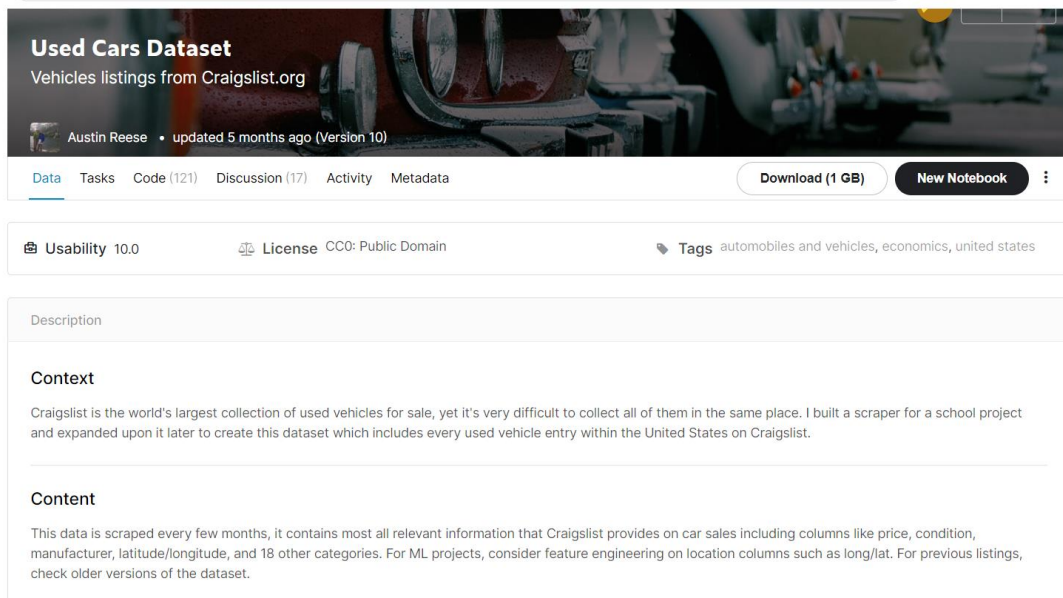 Used Cars Dataset
Vehicles listings from Craigslist.org
Austin Reese • updated 5 months ago (Version 10)
Data Tasks Code (121) Discussion (17) Activity Metadata Download (1 GB) New Notebook
Usability 10.0 License CC0: Public Domain Tags automobiles and vehicles, economics, united states
Description
Context
Craigslist is the world's largest collection of used vehicles for sale, yet it's very difficult to collect all of them in the same place. I built a scraper for a school project
and expanded upon it later to create this dataset which includes every used vehicle entry within the United States on Craigslist.
Content
This data is scraped every few months, it contains most all relevant information that Craigslist provides on car sales including columns like price, condition,
manufacturer, latitude/longitude, and 18 other categories. For ML projects, consider feature engineering on location columns such as long/lat. For previous listings,
check older versions of the dataset.